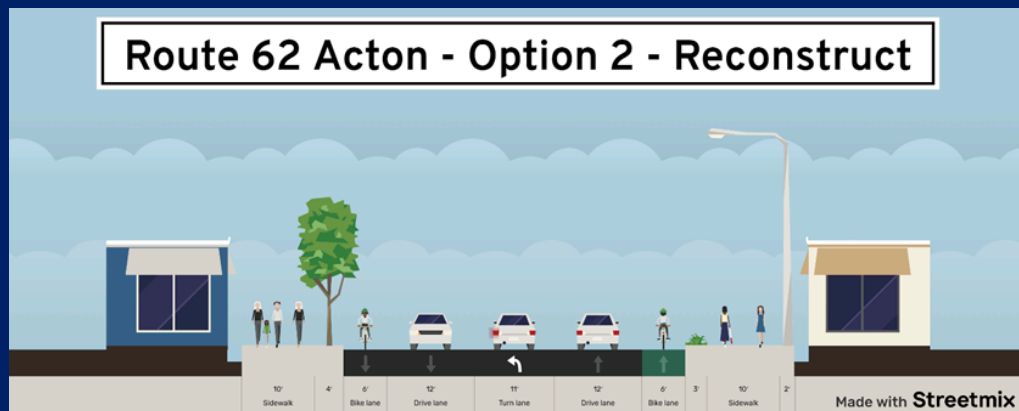 Route 62 Acton - Option 2 - Reconstruct
10' 4' 6' 12' 11' 12' 6' 3' 10' 2'
Sidewalk Bike lane Drive lane Turn lane Drive lane Bike lane Sidewalk
Made with Streetmix